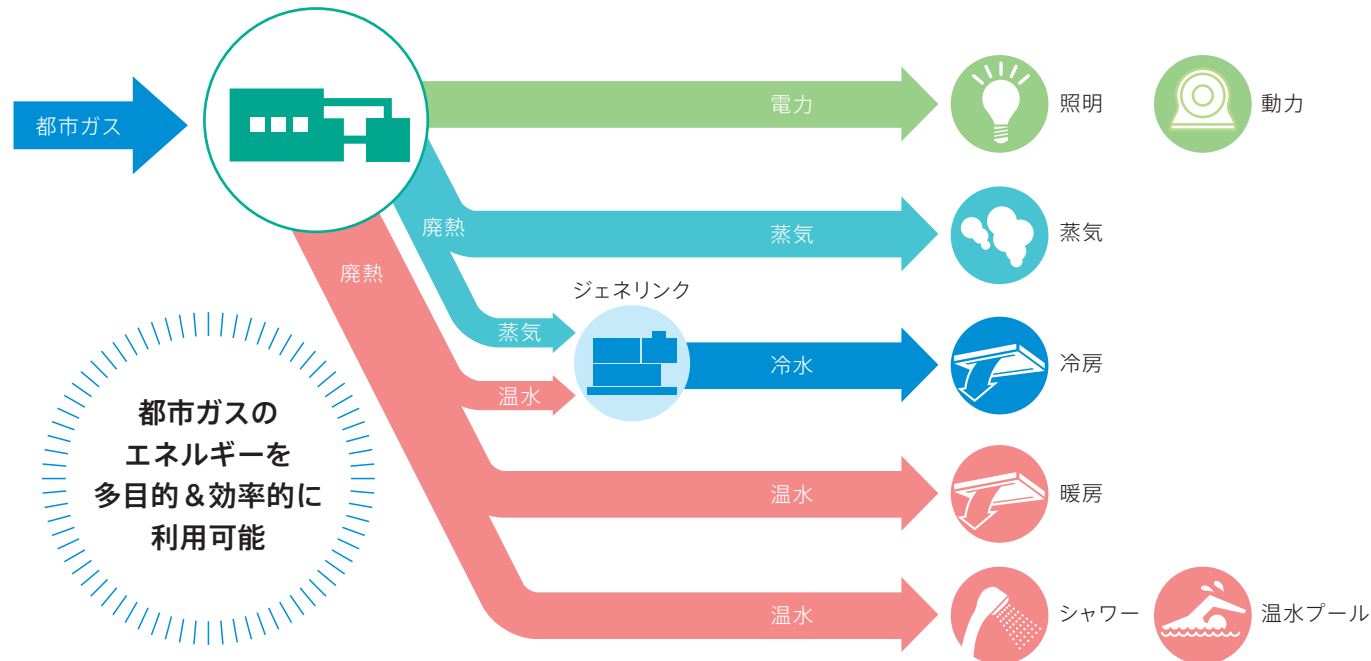 都市ガス
電力
照明
動力
廃熱
蒸気
蒸気
廃熱
ジェネリンク
蒸気
温水
冷水
冷房
都市ガスの
エネルギーを
多目的&効率的に
利用可能
温水
暖房
温水
シャワー
温水プール